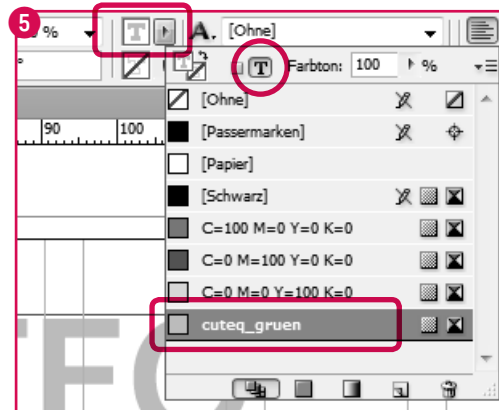 5
% T A. [Ohne]
T Farbton: 100 %
[Ohne]
90 100
[Passermarken]
[Papier]
[Schwarz]
C=100 M=0 Y=0 K=0
C=0 M=100 Y=0 K=0
C=0 M=0 Y=100 K=0
cuteq_gruen